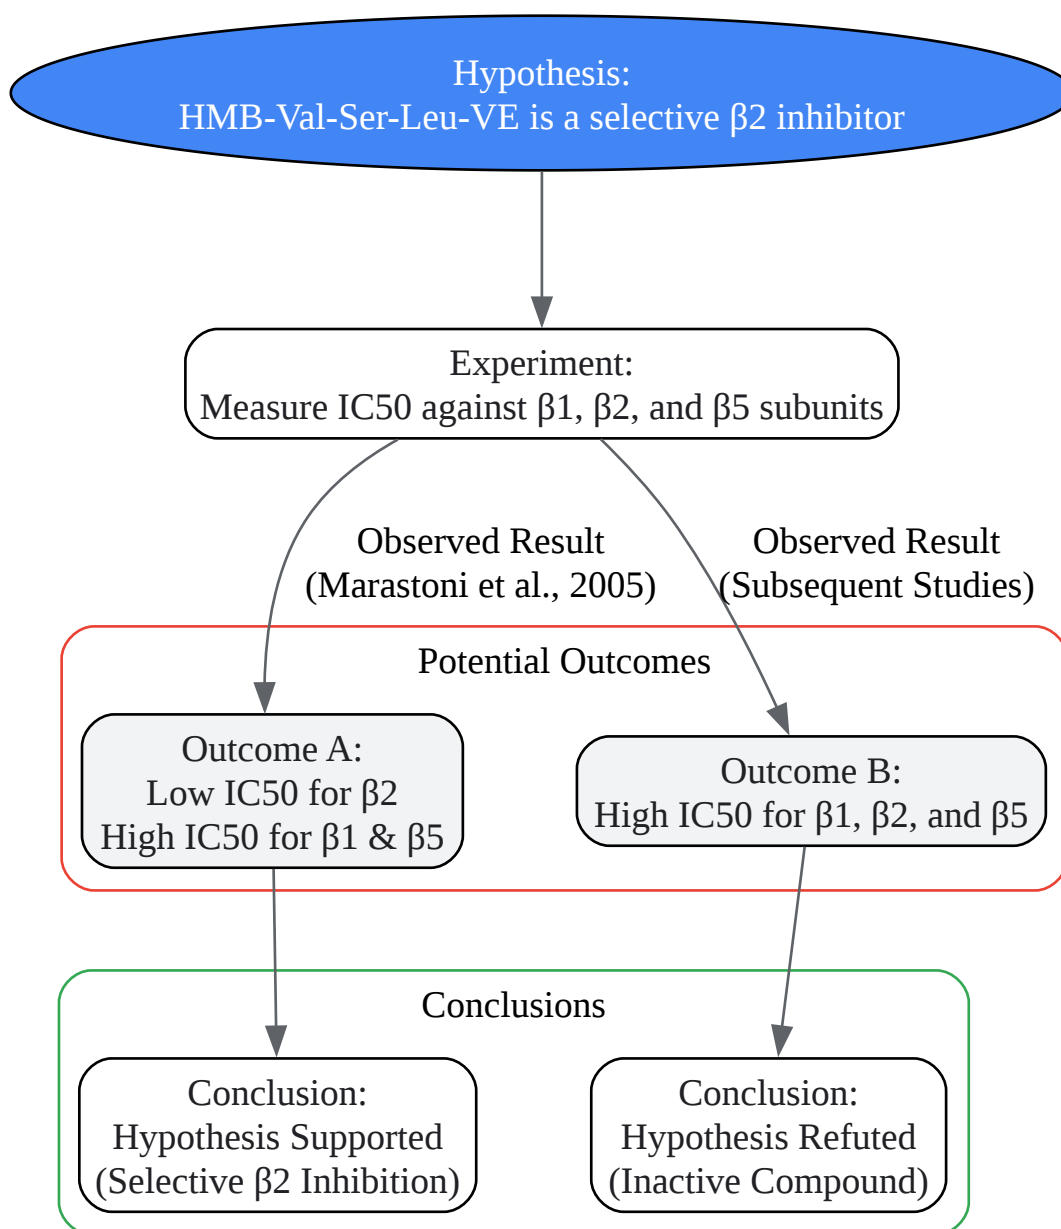 Hypothesis:
HMB-Val-Ser-Leu-VE is a selective β2 inhibitor
Experiment:
Measure IC50 against β1, β2, and β5 subunits
Observed Result
(Marastoni et al., 2005)
Observed Result
(Subsequent Studies)
Potential Outcomes
Outcome A:
Low IC50 for β2
High IC50 for β1 & β5
Outcome B:
High IC50 for β1, β2, and β5
Conclusions
Conclusion:
Hypothesis Supported
(Selective β2 Inhibition)
Conclusion:
Hypothesis Refuted
(Inactive Compound)